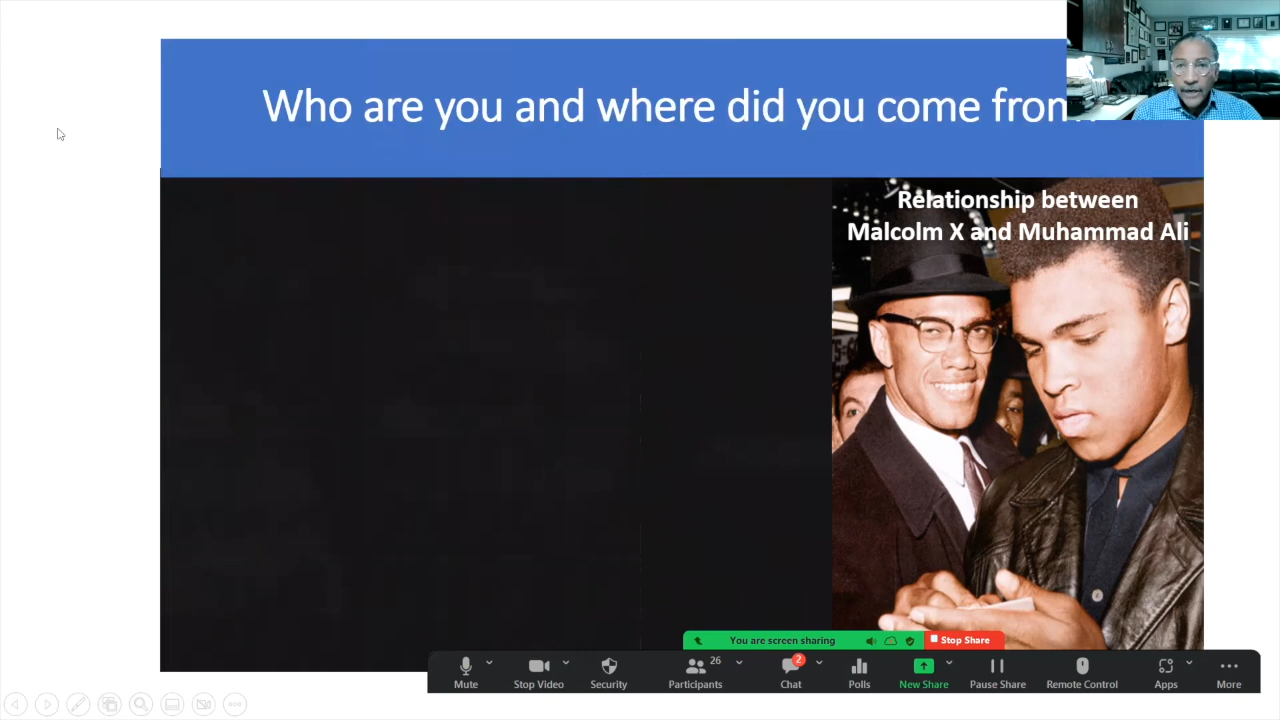 Who are you and where did you come from
Relationship between
Malcolm X and Muhammad Ali
You are screen sharing
Stop Share
Mute
Stop Video
Security
26
Participants
2
Chat
Polls
New Share
Pause Share
Remote Control
Apps
More